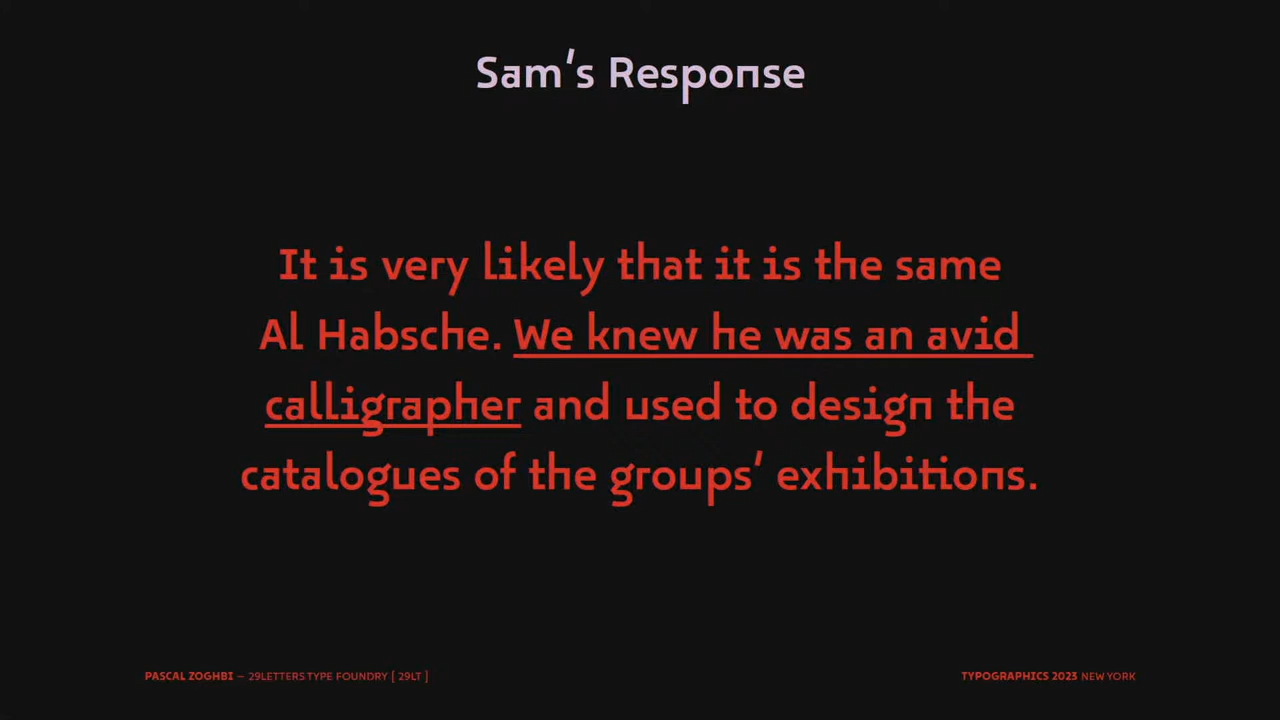 Sam’s Response
It is very likely that it is the same
Al Habsche. We knew he was an avid
calligrapher and used to design the
catalogues of the groups’ exhibitions.
PASCAL ZOGHBI — 29LETTERS TYPE FOUNDRY [ 29LT ]
TYPOGRAPHICS 2023 NEW YORK